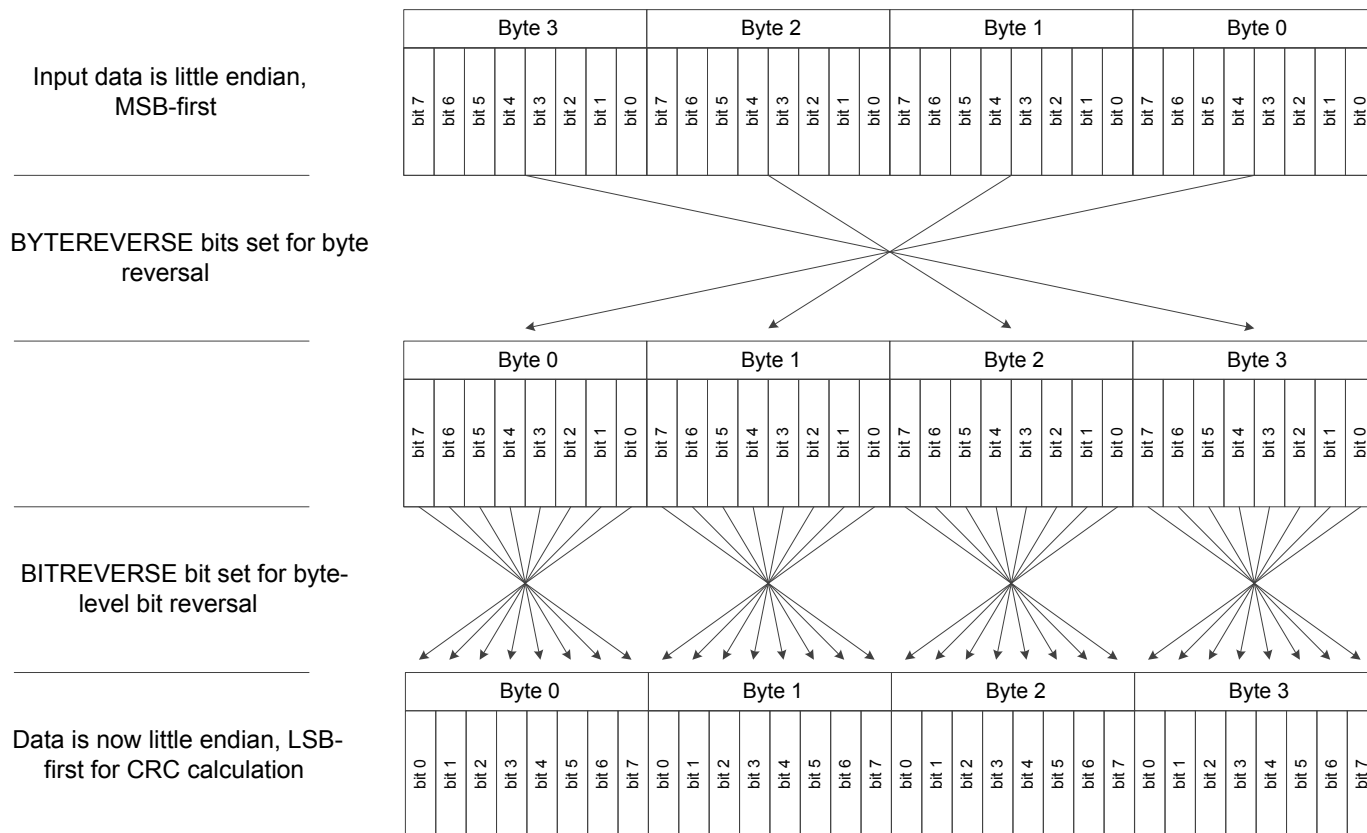 Byte 3 Byte 2 Byte 1 Byte 0
Input data is little endian,
MSB-first
bit 7 bit 6 bit 5 bit 4 bit 3 bit 2 bit 1 bit 0 bit 7 bit 6 bit 5 bit 4 bit 3 bit 2 bit 1 bit 0 bit 7 bit 6 bit 5 bit 4 bit 3 bit 2 bit 1 bit 0 bit 7 bit 6 bit 5 bit 4 bit 3 bit 2 bit 1 bit 0
BYTEREVERSE bits set for byte
reversal
Byte 0 Byte 1 Byte 2 Byte 3
bit 7 bit 6 bit 5 bit 4 bit 3 bit 2 bit 1 bit 0 bit 7 bit 6 bit 5 bit 4 bit 3 bit 2 bit 1 bit 0 bit 7 bit 6 bit 5 bit 4 bit 3 bit 2 bit 1 bit 0 bit 7 bit 6 bit 5 bit 4 bit 3 bit 2 bit 1 bit 0
BITREVERSE bit set for byte-
level bit reversal
Byte 0 Byte 1 Byte 2 Byte 3
Data is now little endian, LSB-
first for CRC calculation
bit 0 bit 1 bit 2 bit 3 bit 4 bit 5 bit 6 bit 7 bit 0 bit 1 bit 2 bit 3 bit 4 bit 5 bit 6 bit 7 bit 0 bit 1 bit 2 bit 3 bit 4 bit 5 bit 6 bit 7 bit 0 bit 1 bit 2 bit 3 bit 4 bit 5 bit 6 bit 7